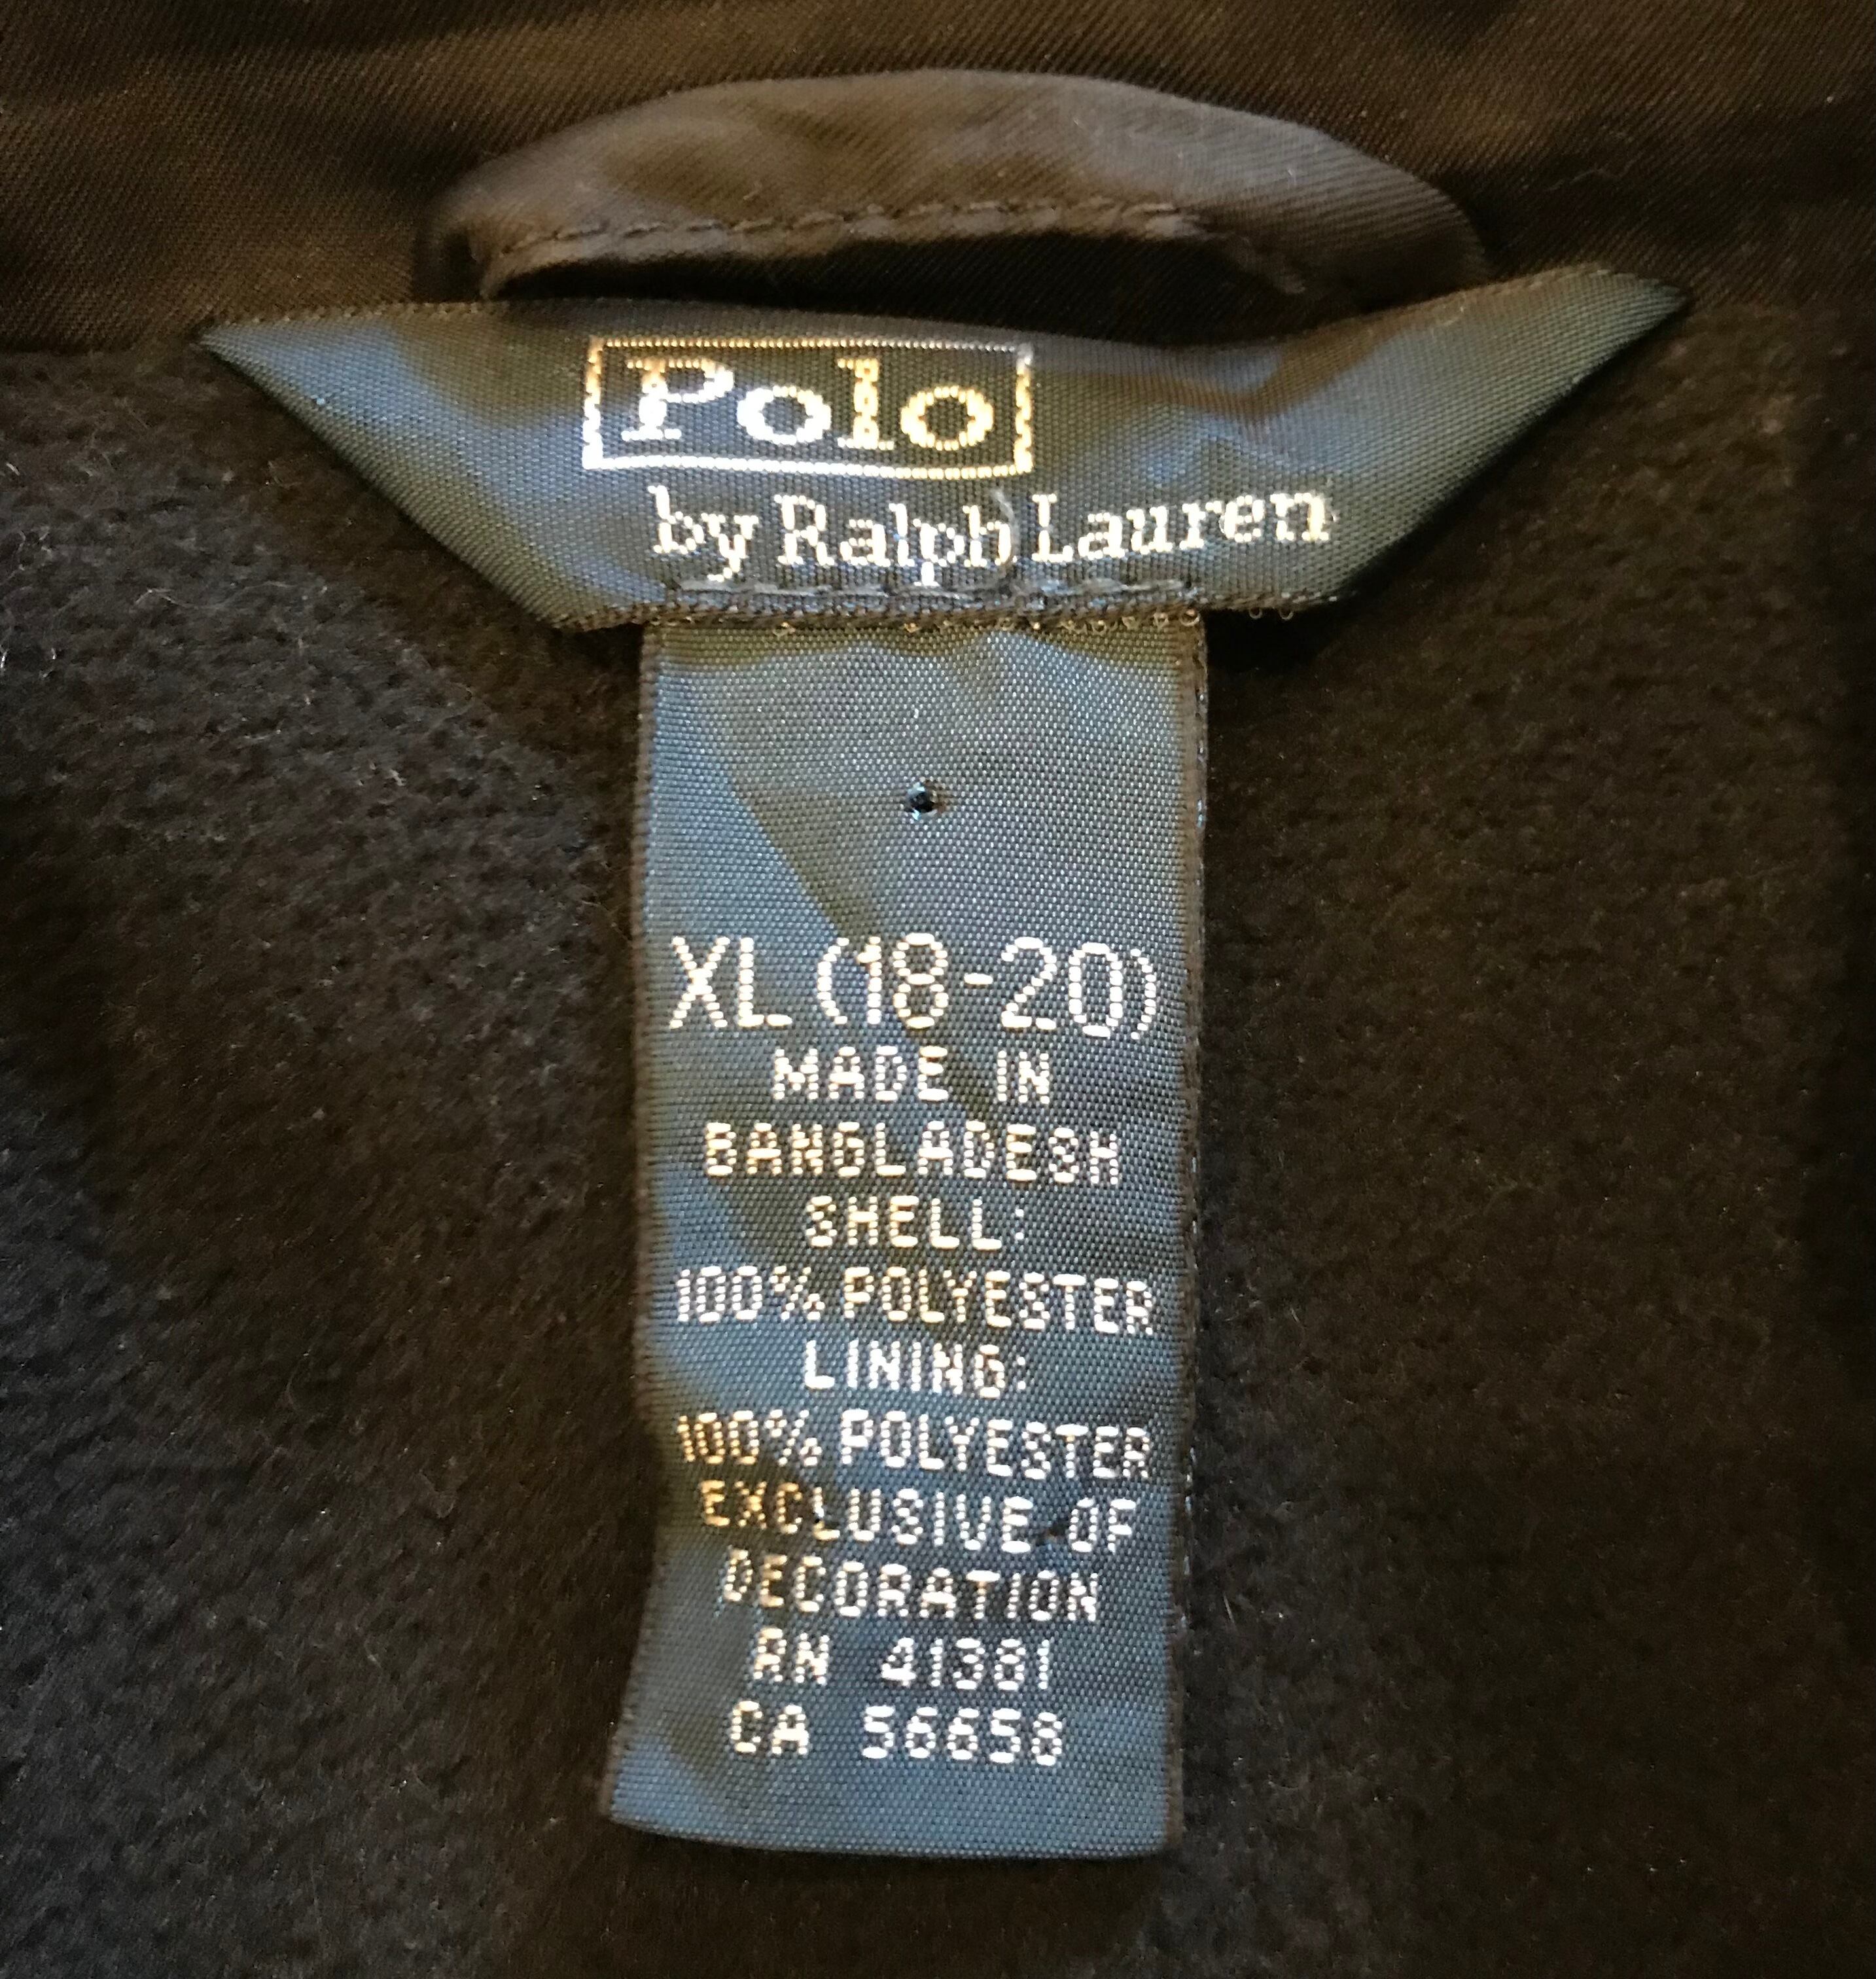 Polo
by Ralph Lauren
XL (18-20)
MADE IN
BANGLADESH
SHELL:
100% POLYESTER
LINING:
100% POLYESTER
EXCLUSIVE OF
DECORATION
RN 41381
CA 56658